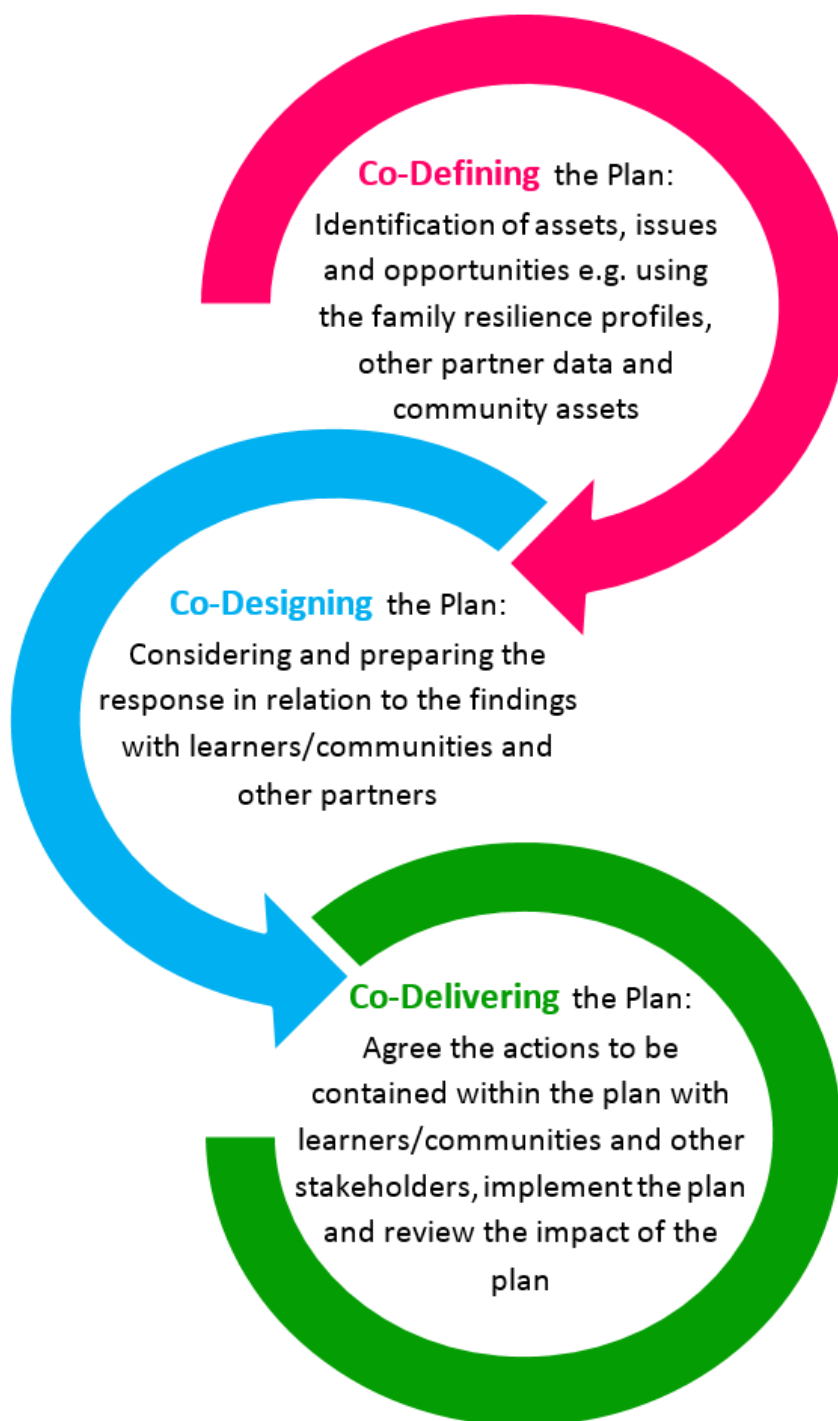 Co-Defining the Plan:
Identification of assets, issues
and opportunities e.g. using
the family resilience profiles,
other partner data and
community assets
Co-Designing the Plan:
Considering and preparing the
response in relation to the findings
with learners/communities and
other partners
Co-Delivering the Plan:
Agree the actions to be
contained within the plan with
learners/communities and other
stakeholders, implement the plan
and review the impact of the
plan